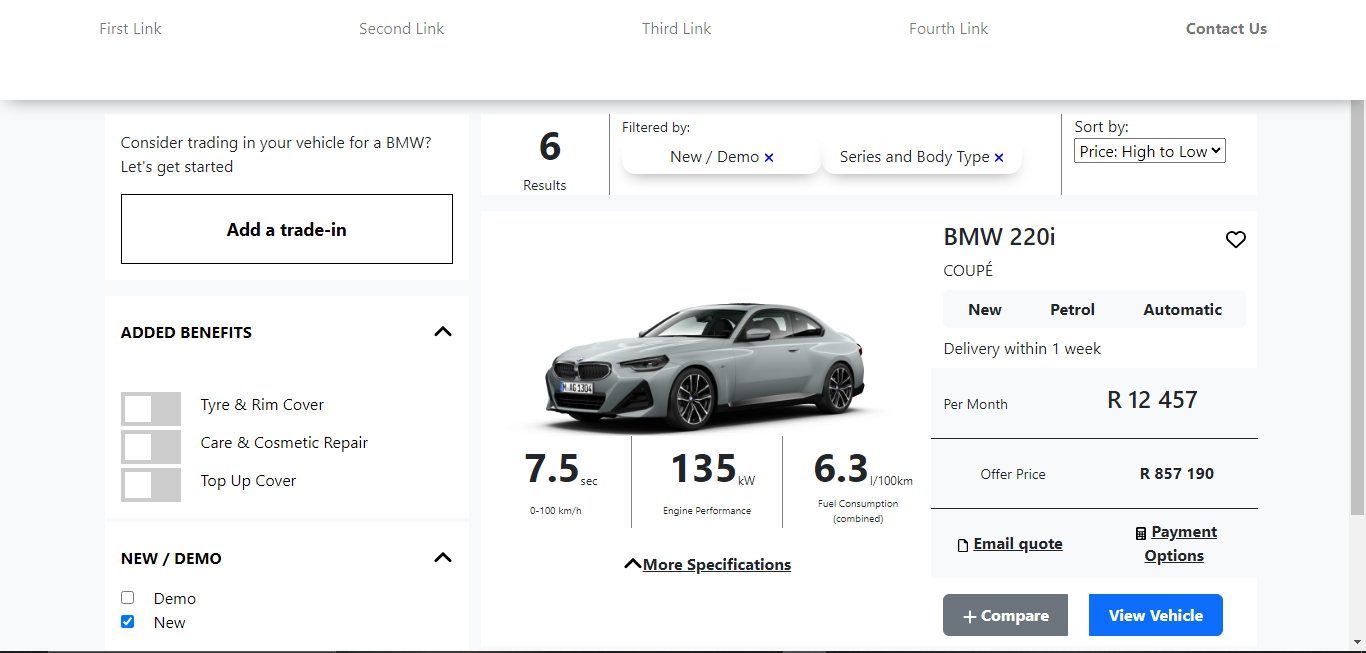 First Link
Second Link
Third Link
Fourth Link
Contact Us
Consider trading in your vehicle for a BMW?
Let's get started
Add a trade-in
ADDED BENEFITS
Tyre & Rim Cover
Care & Cosmetic Repair
Top Up Cover
NEW / DEMO
Demo
New
6
Results
Filtered by:
New / Demo ×
Series and Body Type ×
Sort by:
Price: High to Low
M AG 1304
7.5 sec
0-100 km/h
135 kW
Engine Performance
6.3 l/100km
Fuel Consumption
(combined)
More Specifications
BMW 220i
COUPÉ
New
Petrol
Automatic
Delivery within 1 week
Per Month
R 12 457
Offer Price
R 857 190
Email quote
Payment
Options
+ Compare
View Vehicle